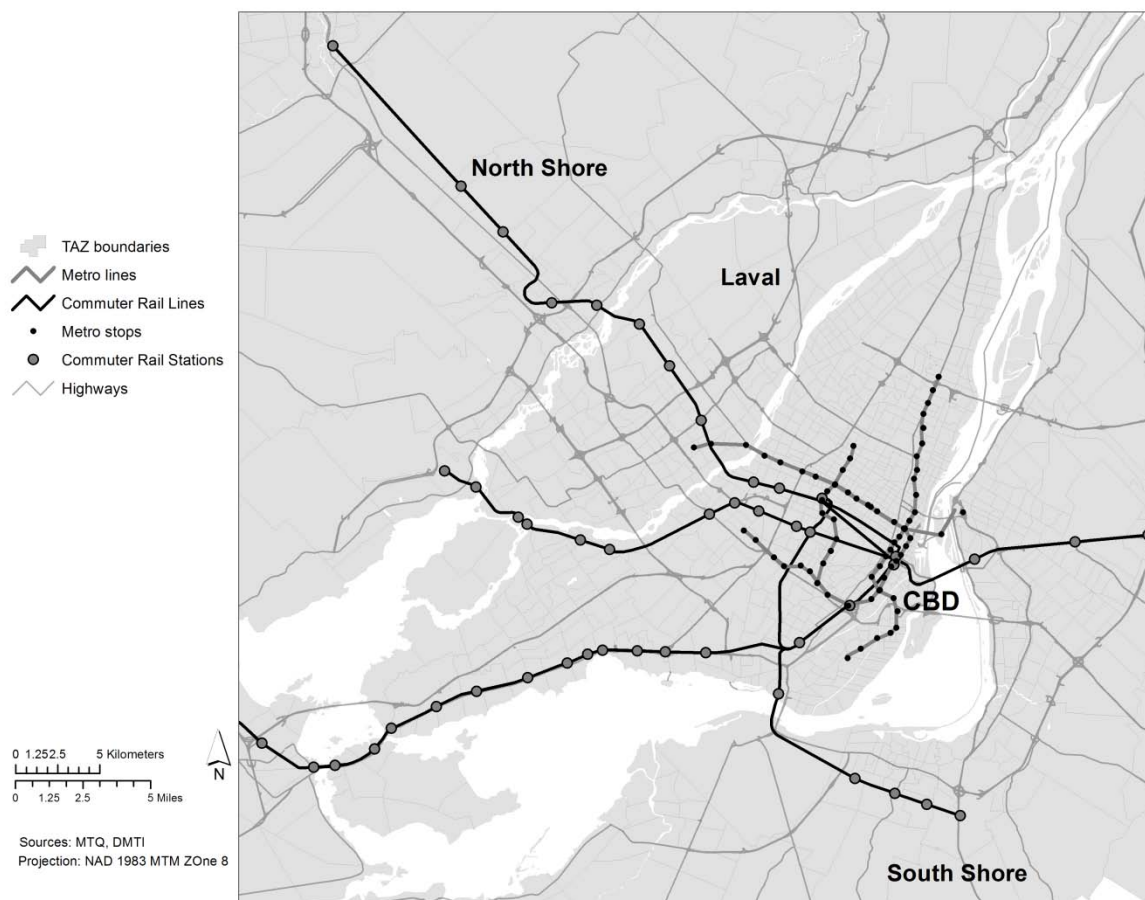 North Shore
Laval
TAZ boundaries
Metro lines
Commuter Rail Lines
Metro stops
Commuter Rail Stations
Highways
CBD
0 1.252.5 5 Kilometers
0 1.25 2.5 5 Miles
N
Sources: MTQ, DMTI
Projection: NAD 1983 MTM ZOne 8
South Shore